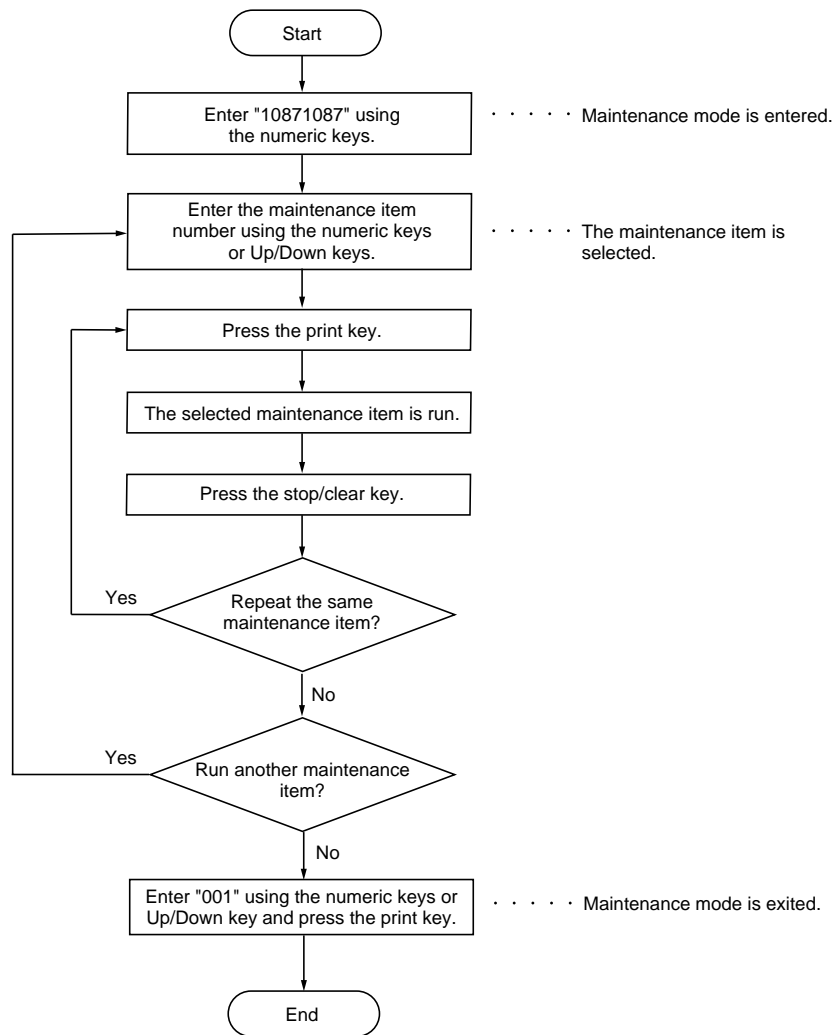 Start
Enter "10871087" using
the numeric keys.
· · · · · Maintenance mode is entered.
Enter the maintenance item
number using the numeric keys
or Up/Down keys.
· · · · · The maintenance item is
selected.
Press the print key.
The selected maintenance item is run.
Press the stop/clear key.
Yes
Repeat the same
maintenance item?
No
Yes
Run another maintenance
item?
No
Enter "001" using the numeric keys or
Up/Down key and press the print key.
· · · · · Maintenance mode is exited.
End